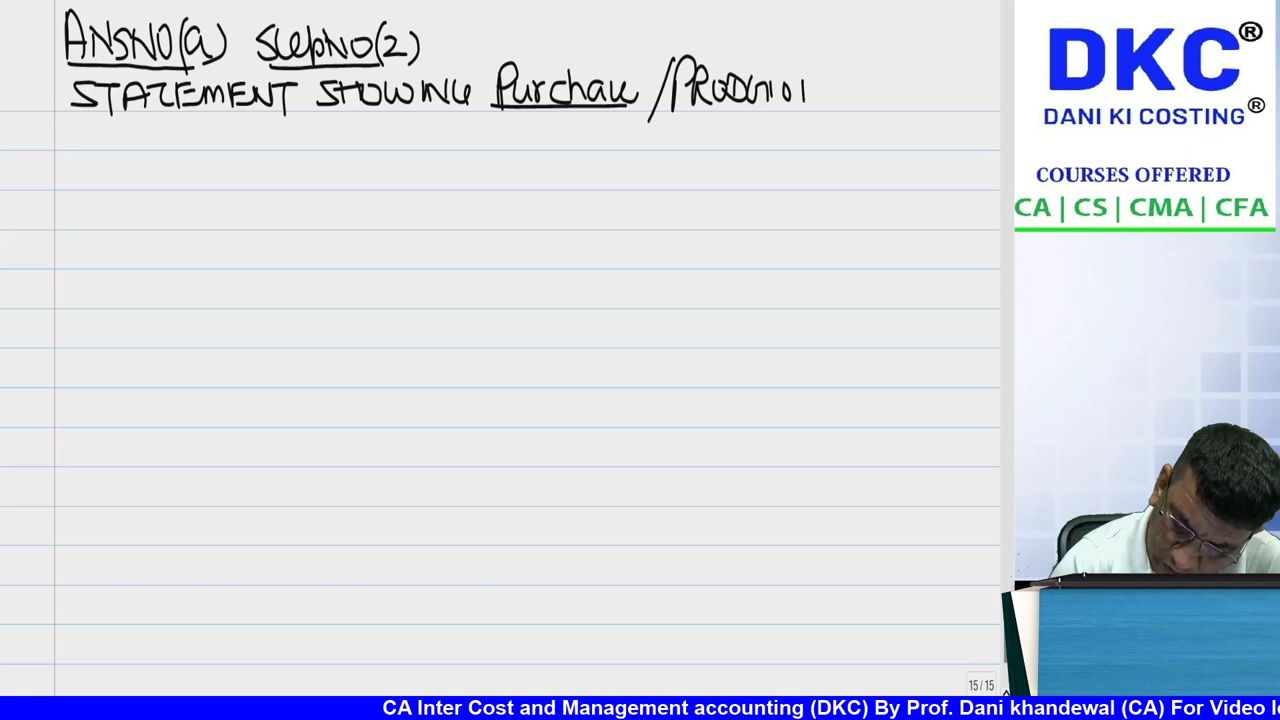 ANSNO(a) StepNO(2)
STATEMENT SHOWING Purchase /
DKC®
DANI KI COSTING®
COURSES OFFERED
CA | CS | CMA | CFA
15/15
CA Inter Cost and Management accounting (DKC) By Prof. Dani khandewal (CA) For Video